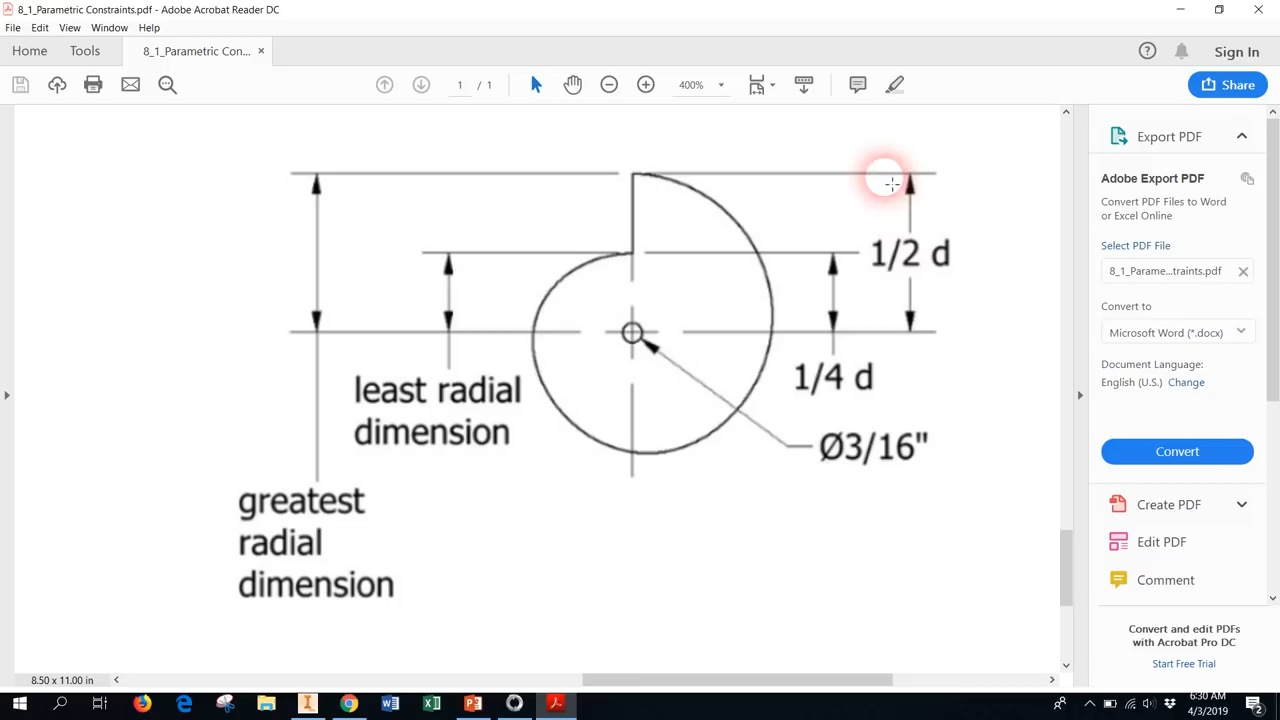 8_1_Parametric Constraints.pdf - Adobe Acrobat Reader DC
File Edit View Window Help
Home Tools 8_1_Parametric Con... × Sign In
1 / 1 400% Share
Export PDF
Adobe Export PDF
Convert PDF Files to Word
or Excel Online
Select PDF File
8_1_Parame...traints.pdf
Convert to
Microsoft Word (*.docx)
Document Language:
English (U.S.) Change
Convert
Create PDF
Edit PDF
Comment
Convert and edit PDFs
with Acrobat Pro DC
Start Free Trial
1/2 d
1/4 d
least radial
dimension
Ø3/16"
greatest
radial
dimension
8.50 x 11.00 in
6:30 AM
4/3/2019
2